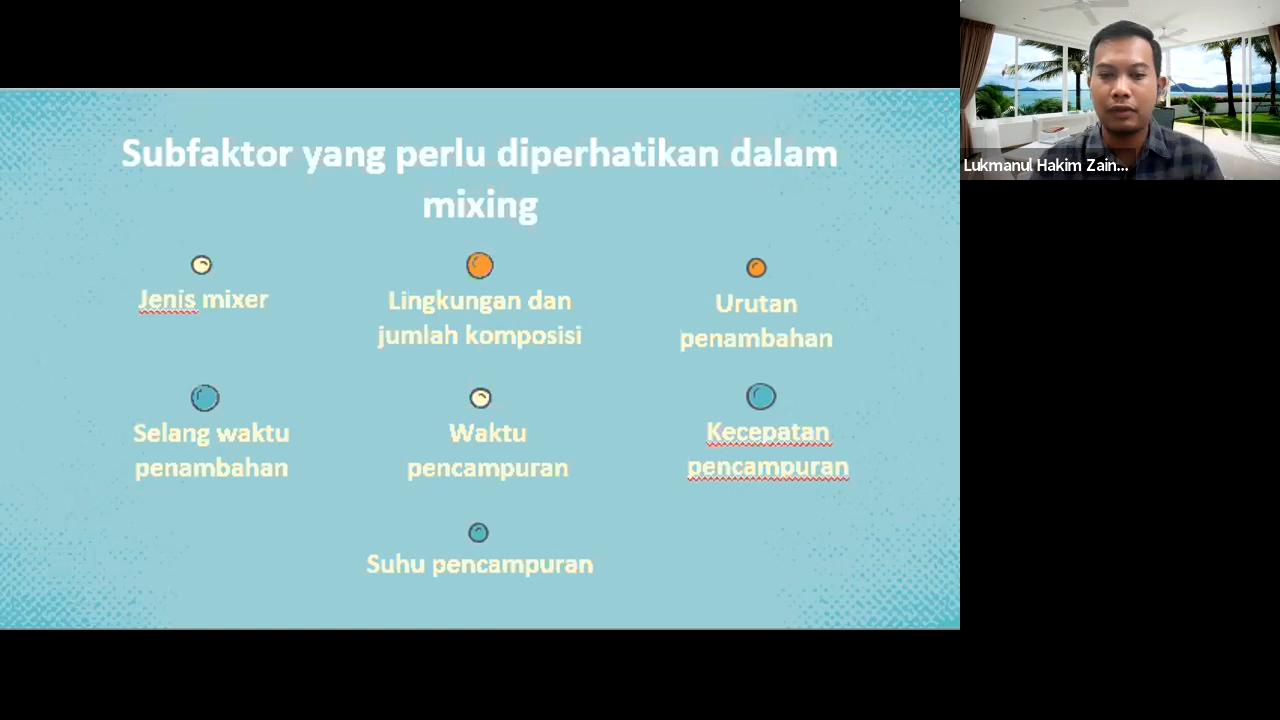 Subfaktor yang perlu diperhatikan dalam
mixing
Jenis mixer
Lingkungan dan
jumlah komposisi
Urutan
penambahan
Selang waktu
penambahan
Waktu
pencampuran
Kecepatan
pencampuran
Suhu pencampuran
Lukmanul Hakim Zain...